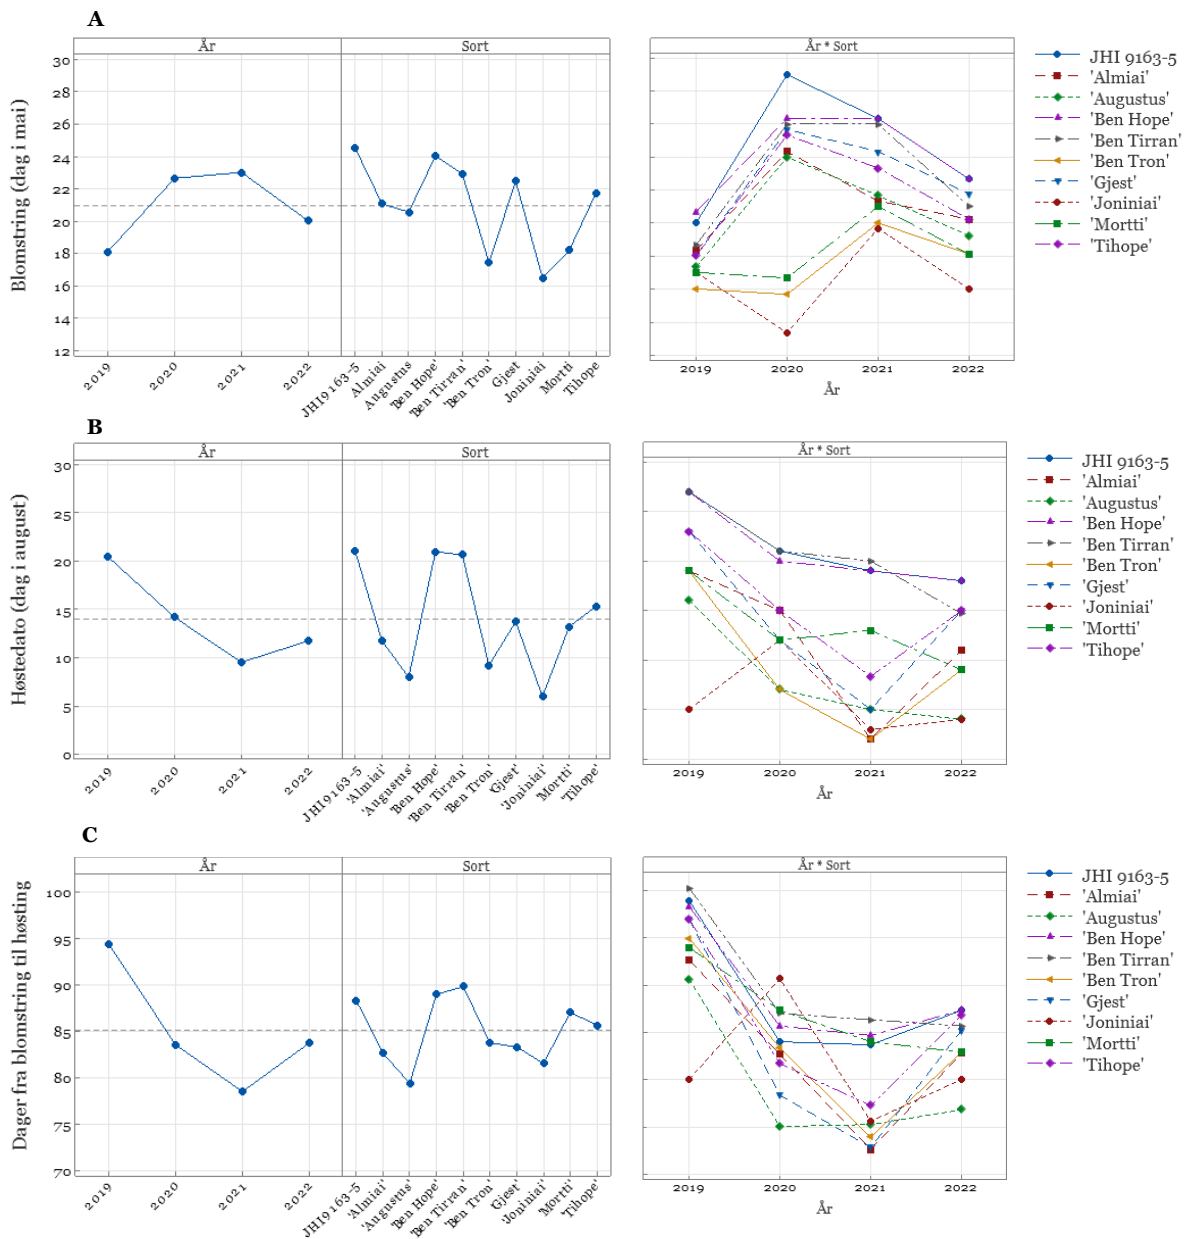 A
År
Sort
År * Sort
Blomstring (dag i mai)
30
28
26
24
22
20
18
16
14
12
2019
2020
2021
2022
JHI9163-5
Almiai'
Augustus
'Ben Hope'
'Ben Tirran'
'Ben Tron'
Gjest'
Joniniai
Mortti
Tihope
2019
2020
2021
2022
År
JHI 9163-5
'Almiai'
'Augustus'
'Ben Hope'
'Ben Tirran'
'Ben Tron'
'Gjest'
'Joniniai'
'Mortti'
'Tihope'
B
År
Sort
År * Sort
Høstedato (dag i august)
30
25
20
15
10
5
0
2019
2020
2021
2022
JHI9163-5
'Almiai'
'Augustus'
'Ben Hope'
'Ben Tirran'
'Ben Tron'
'Gjest'
'Joniniai'
'Mortti'
'Tihope'
2019
2020
2021
2022
År
JHI 9163-5
'Almiai'
'Augustus'
'Ben Hope'
'Ben Tirran'
'Ben Tron'
'Gjest'
'Joniniai'
'Mortti'
'Tihope'
C
År
Sort
År * Sort
Dager fra blomstring til høsting
100
95
90
85
80
75
70
2019
2020
2021
2022
JHI9163-5
'Almiai'
'Augustus'
'Ben Hope'
'Ben Tirran'
'Ben Tron'
'Gjest'
'Joniniai'
'Mortti'
'Tihope'
2019
2020
2021
2022
År
JHI 9163-5
'Almiai'
'Augustus'
'Ben Hope'
'Ben Tirran'
'Ben Tron'
'Gjest'
'Joniniai'
'Mortti'
'Tihope'